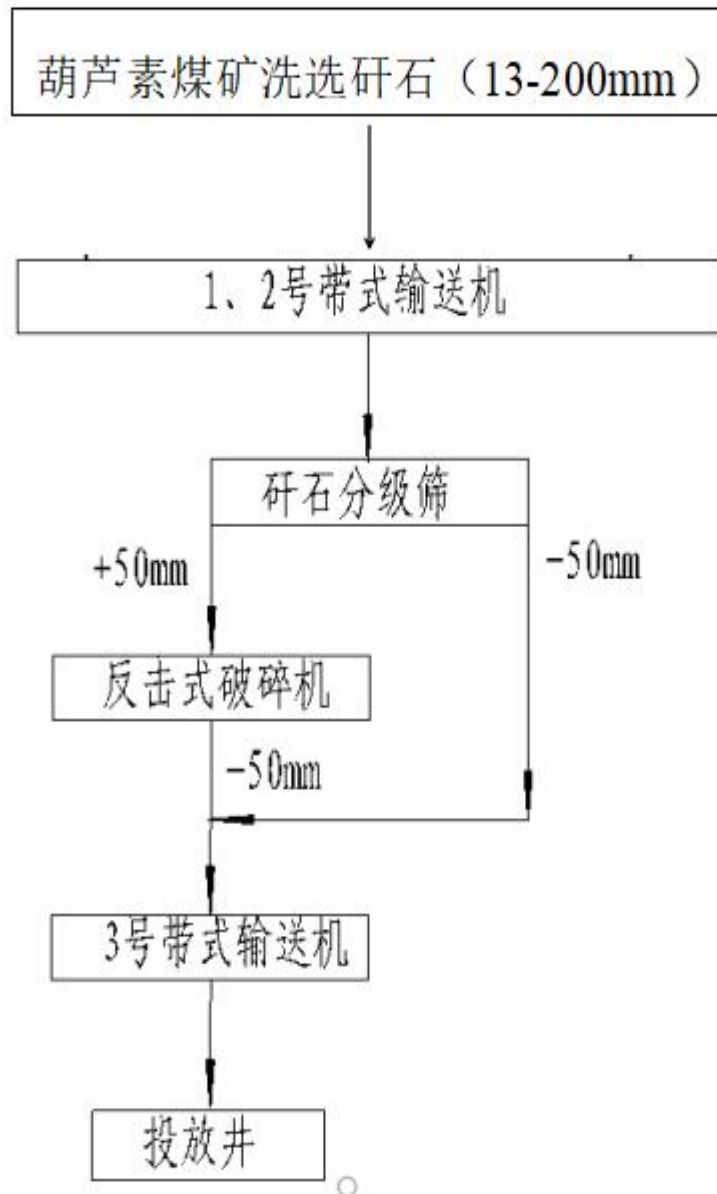 葫芦素煤矿洗选矸石（13-200mm）
1、2号带式输送机
矸石分级筛
+50mm
-50mm
反击式破碎机
-50mm
3号带式输送机
投放井